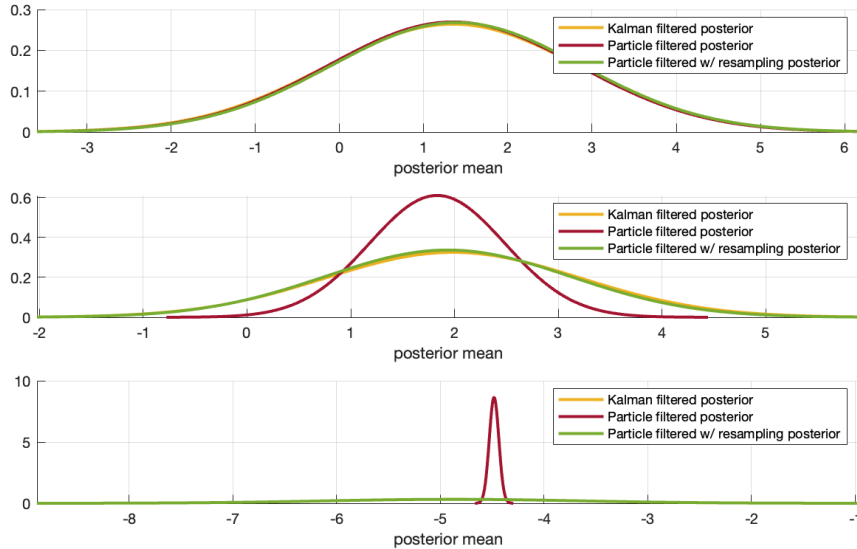 0.3
0.2
0.1
0
Kalman filtered posterior
Particle filtered posterior
Particle filtered w/ resampling posterior
-3 -2 -1 0 1 2 3 4 5 6
posterior mean
0.6
0.4
0.2
0
Kalman filtered posterior
Particle filtered posterior
Particle filtered w/ resampling posterior
-2 -1 0 1 2 3 4 5
posterior mean
10
5
0
Kalman filtered posterior
Particle filtered posterior
Particle filtered w/ resampling posterior
-8 -7 -6 -5 -4 -3 -2 -1
posterior mean